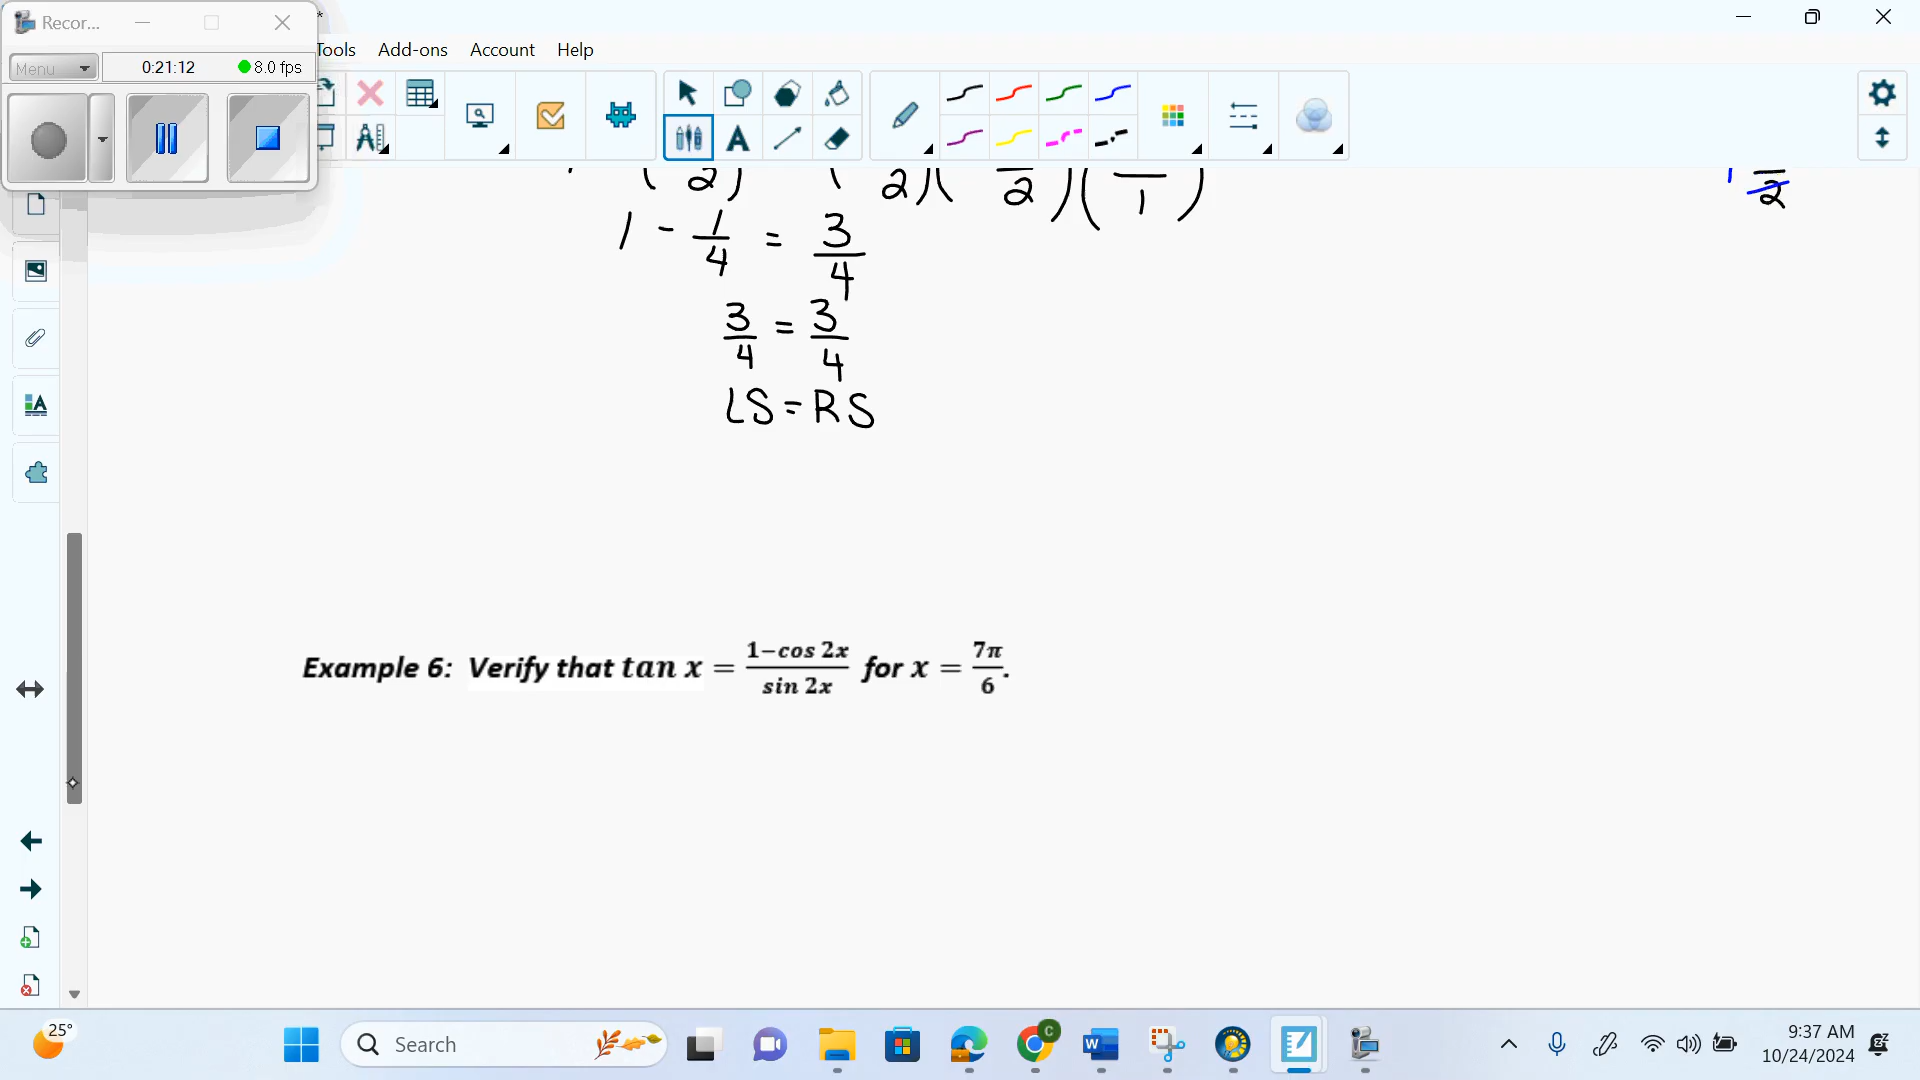 Recor...
Menu 0:21:12 8.0 fps
Tools Add-ons Account Help
1 - 1/4 = 3/4
3/4 = 3/4
LS = RS
Example 6: Verify that tan x = (1−cos 2x)/(sin 2x) for x = 7π/6.
25°
Search
9:37 AM
10/24/2024